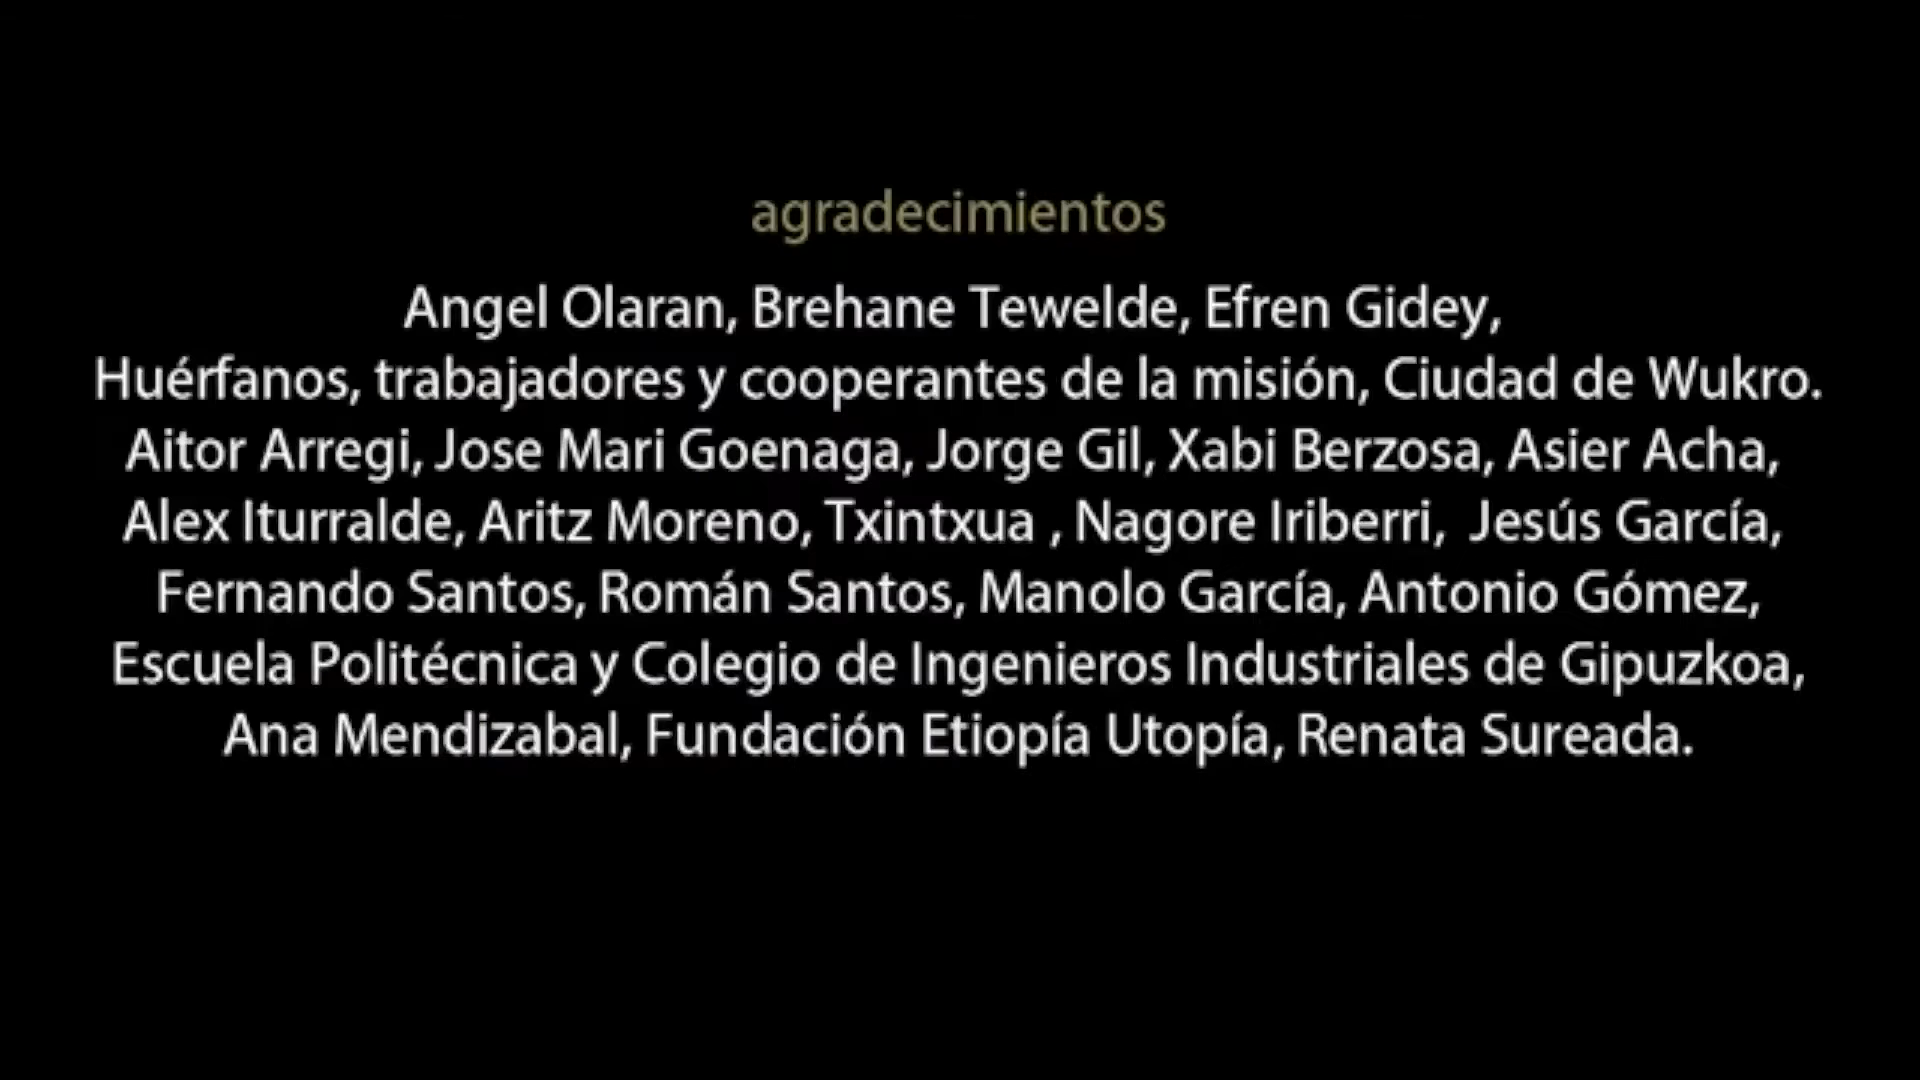 agradecimientos
Angel Olaran, Brehane Tewelde, Efren Gidey,
Huérfanos, trabajadores y cooperantes de la misión, Ciudad de Wukro.
Aitor Arregi, Jose Mari Goenaga, Jorge Gil, Xabi Berzosa, Asier Acha,
Alex Iturralde, Aritz Moreno, Txintxua , Nagore Iriberri,  Jesús García,
Fernando Santos, Román Santos, Manolo García, Antonio Gómez,
Escuela Politécnica y Colegio de Ingenieros Industriales de Gipuzkoa,
Ana Mendizabal, Fundación Etiopía Utopía, Renata Sureada.